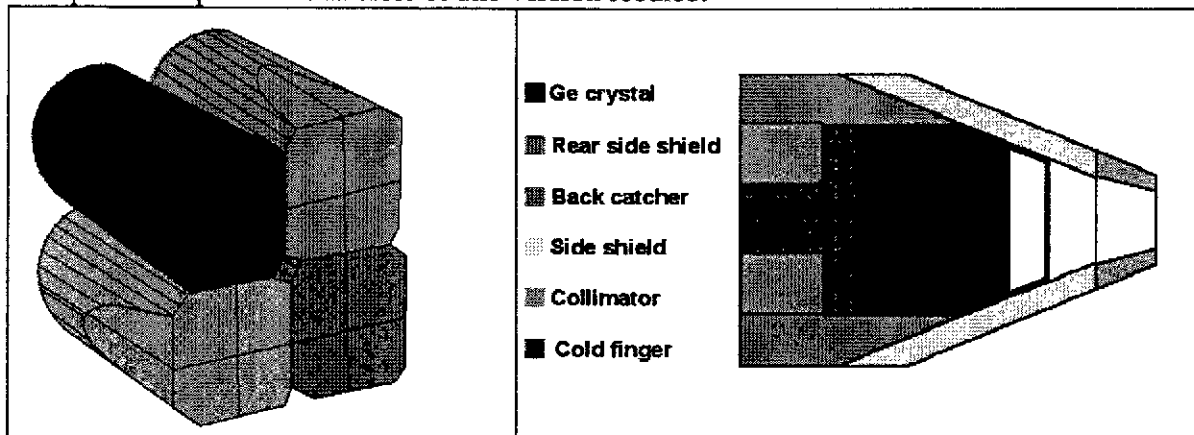 Ge crystal
Rear side shield
Back catcher
Side shield
Collimator
Cold finger